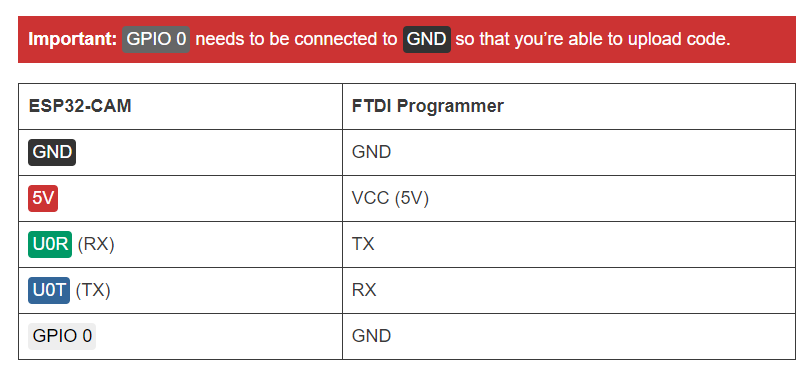 Important: GPIO 0 needs to be connected to GND so that you’re able to upload code.
ESP32-CAM FTDI Programmer
GND GND
5V VCC (5V)
U0R (RX) TX
U0T (TX) RX
GPIO 0 GND